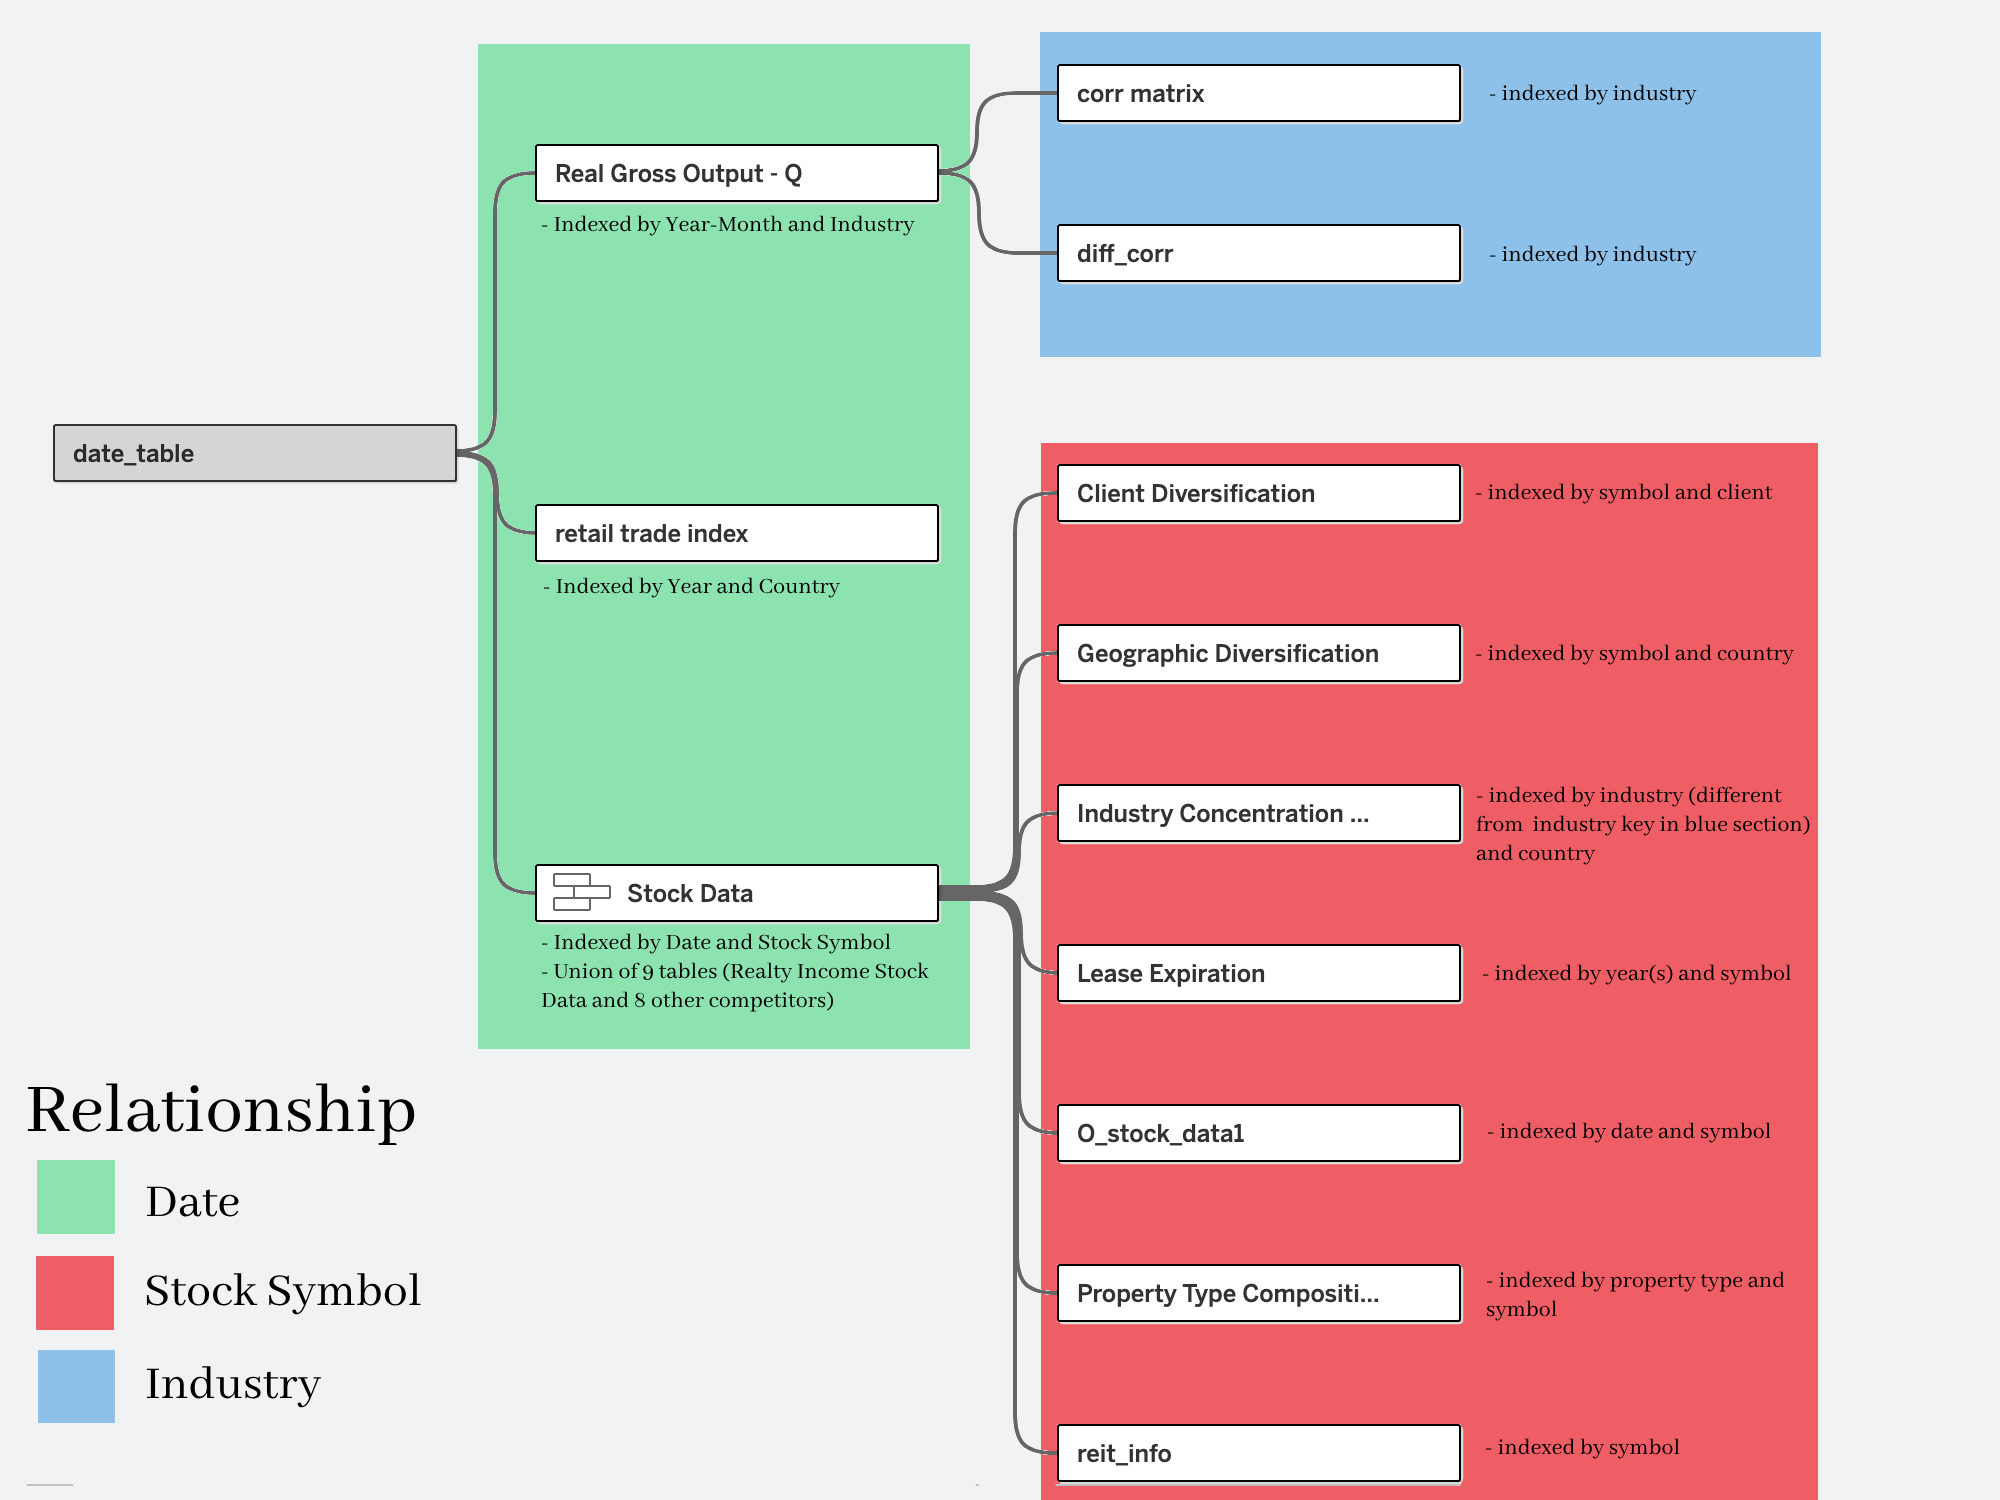 date_table
Real Gross Output - Q
- Indexed by Year-Month and Industry
retail trade index
- Indexed by Year and Country
Stock Data
- Indexed by Date and Stock Symbol
- Union of 9 tables (Realty Income Stock
Data and 8 other competitors)
corr matrix
- indexed by industry
diff_corr
- indexed by industry
Client Diversification
- indexed by symbol and client
Geographic Diversification
- indexed by symbol and country
Industry Concentration ...
- indexed by industry (different
from industry key in blue section)
and country
Lease Expiration
- indexed by year(s) and symbol
O_stock_data1
- indexed by date and symbol
Property Type Compositi...
- indexed by property type and
symbol
reit_info
- indexed by symbol
Relationship
Date
Stock Symbol
Industry